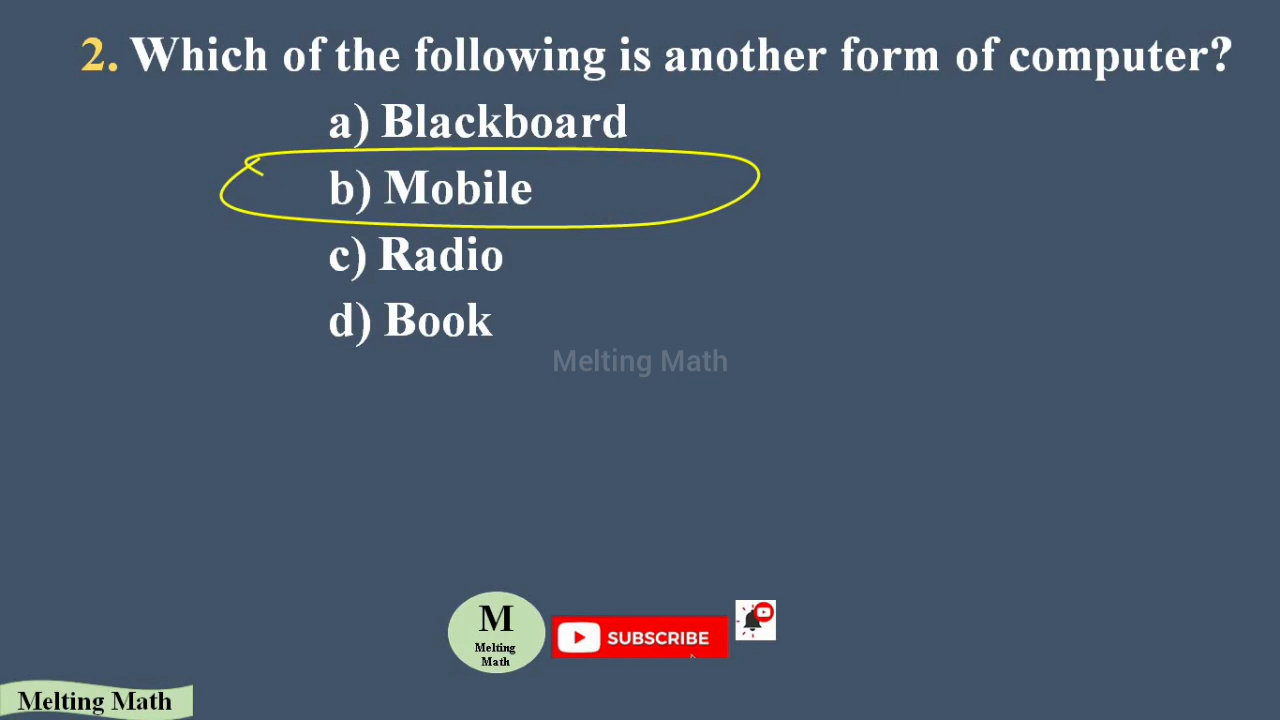 2. Which of the following is another form of computer?
a) Blackboard
b) Mobile
c) Radio
d) Book
Melting Math
M
Melting
Math
SUBSCRIBE
Melting Math